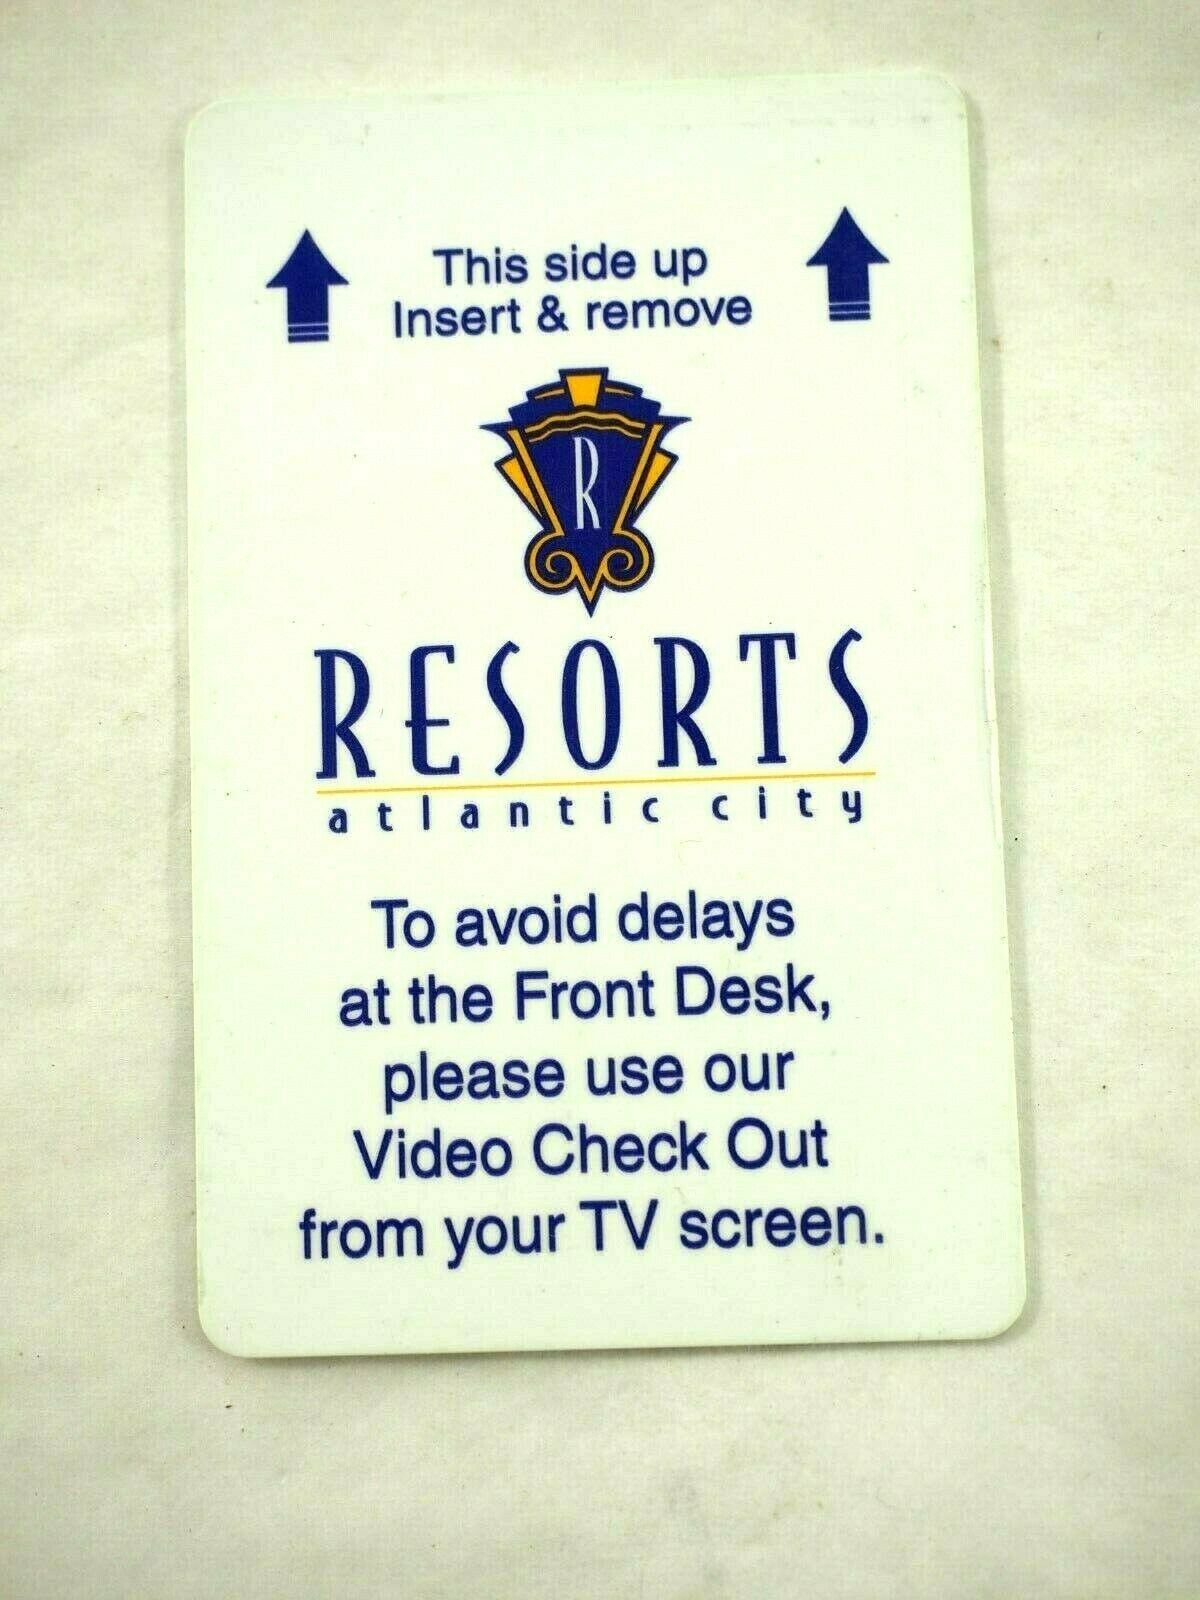 This side up
Insert & remove
R
RESORTS
atlantic city
To avoid delays
at the Front Desk,
please use our
Video Check Out
from your TV screen.